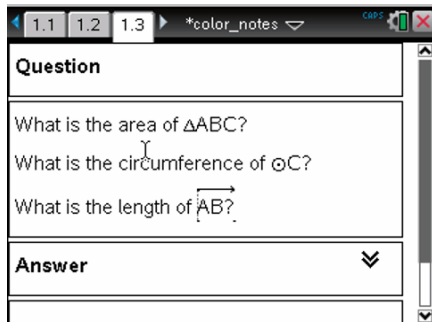 1.1 1.2 1.3 *color_notes CAPS
Question
What is the area of ΔABC?
What is the circumference of ⊙C?
What is the length of AB?
Answer